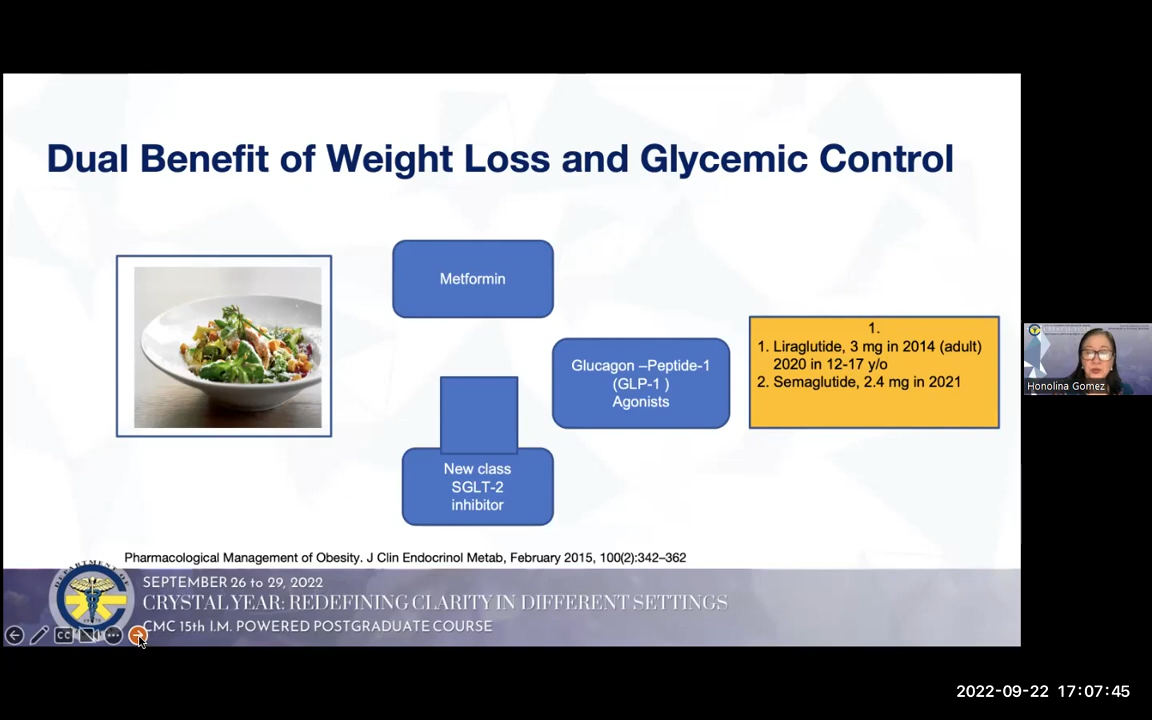 Dual Benefit of Weight Loss and Glycemic Control
Metformin
Glucagon –Peptide-1
(GLP-1 )
Agonists
1.
1. Liraglutide, 3 mg in 2014 (adult)
2020 in 12-17 y/o
2. Semaglutide, 2.4 mg in 2021
New class
SGLT-2
inhibitor
Pharmacological Management of Obesity. J Clin Endocrinol Metab, February 2015, 100(2):342–362
DEPARTMENT OF
SEPTEMBER 26 to 29, 2022
CRYSTAL YEAR: REDEFINING CLARITY IN DIFFERENT SETTINGS
CMC 15th I.M. POWERED POSTGRADUATE COURSE
CC
Honolina Gomez
2022-09-22 17:07:45